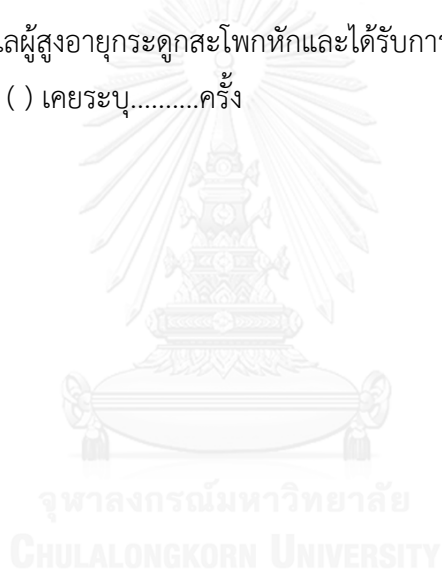 เลผู้สูงอายุกระดูกสะโพกหักและได้รับการ
( ) เคยระบุ..........ครั้ง
จุฬาลงกรณ์มหาวิทยาลัย
CHULALONGKORN UNIVERSITY